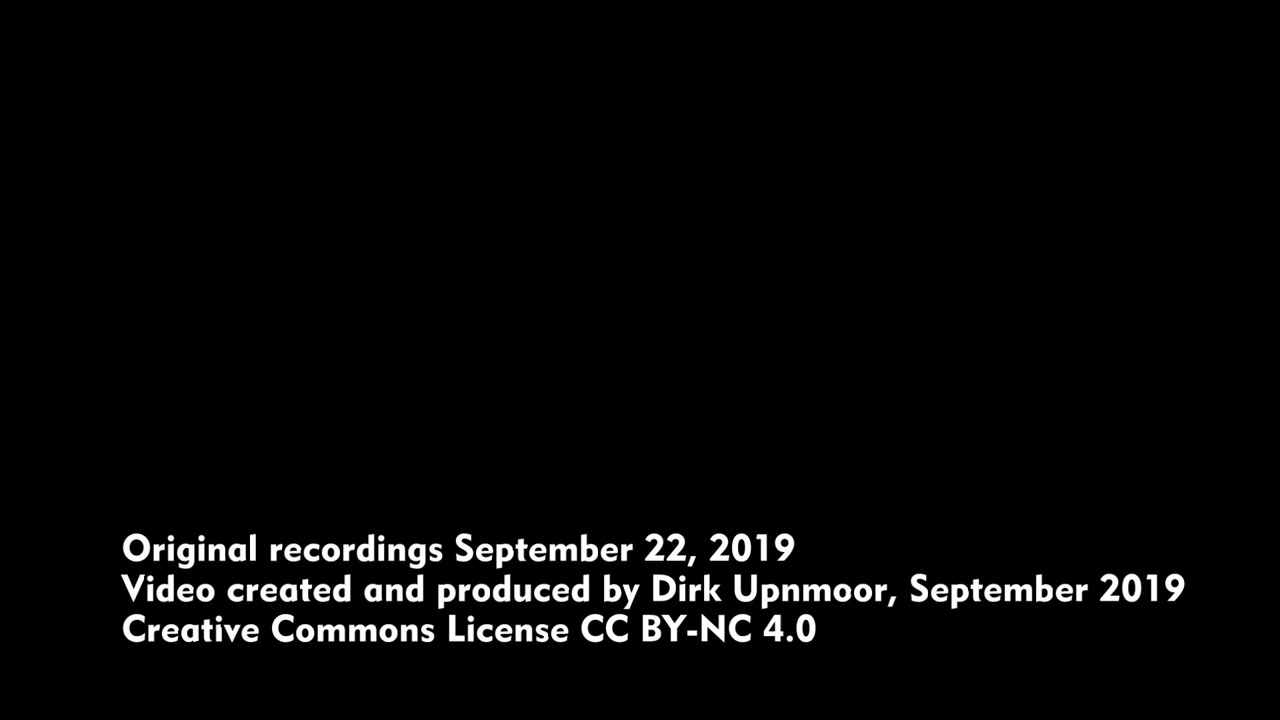 Original recordings September 22, 2019
Video created and produced by Dirk Upnmoor, September 2019
Creative Commons License CC BY-NC 4.0